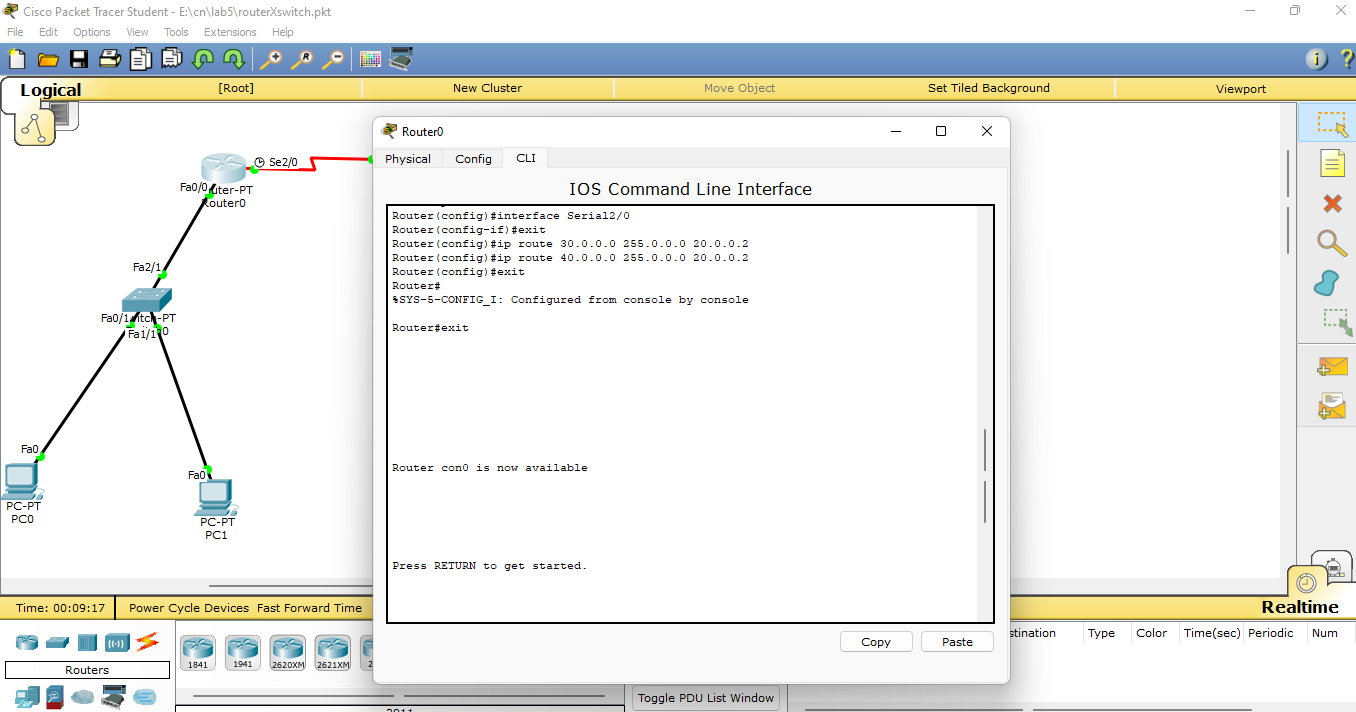 Cisco Packet Tracer Student - E:\cn\lab5\routerXswitch.pkt
File Edit Options View Tools Extensions Help
Logical [Root] New Cluster Move Object Set Tiled Background Viewport
Router0
Physical Config CLI
IOS Command Line Interface
Router(config)#interface Serial2/0
Router(config-if)#exit
Router(config)#ip route 30.0.0.0 255.0.0.0 20.0.0.2
Router(config)#ip route 40.0.0.0 255.0.0.0 20.0.0.2
Router(config)#exit
Router#
%SYS-5-CONFIG_I: Configured from console by console
Router#exit
Router con0 is now available
Press RETURN to get started.
Copy Paste
Se2/0
Fa0/0
uter-PT
Router0
Fa2/1
Fa0/1 itch-PT
Fa1/1 0
Fa0
PC-PT
PC0
Fa0
PC-PT
PC1
Time: 00:09:17 Power Cycle Devices Fast Forward Time
Realtime
Routers
1841 1941 2620XM 2621XM 2
stination Type Color Time(sec) Periodic Num
Toggle PDU List Window